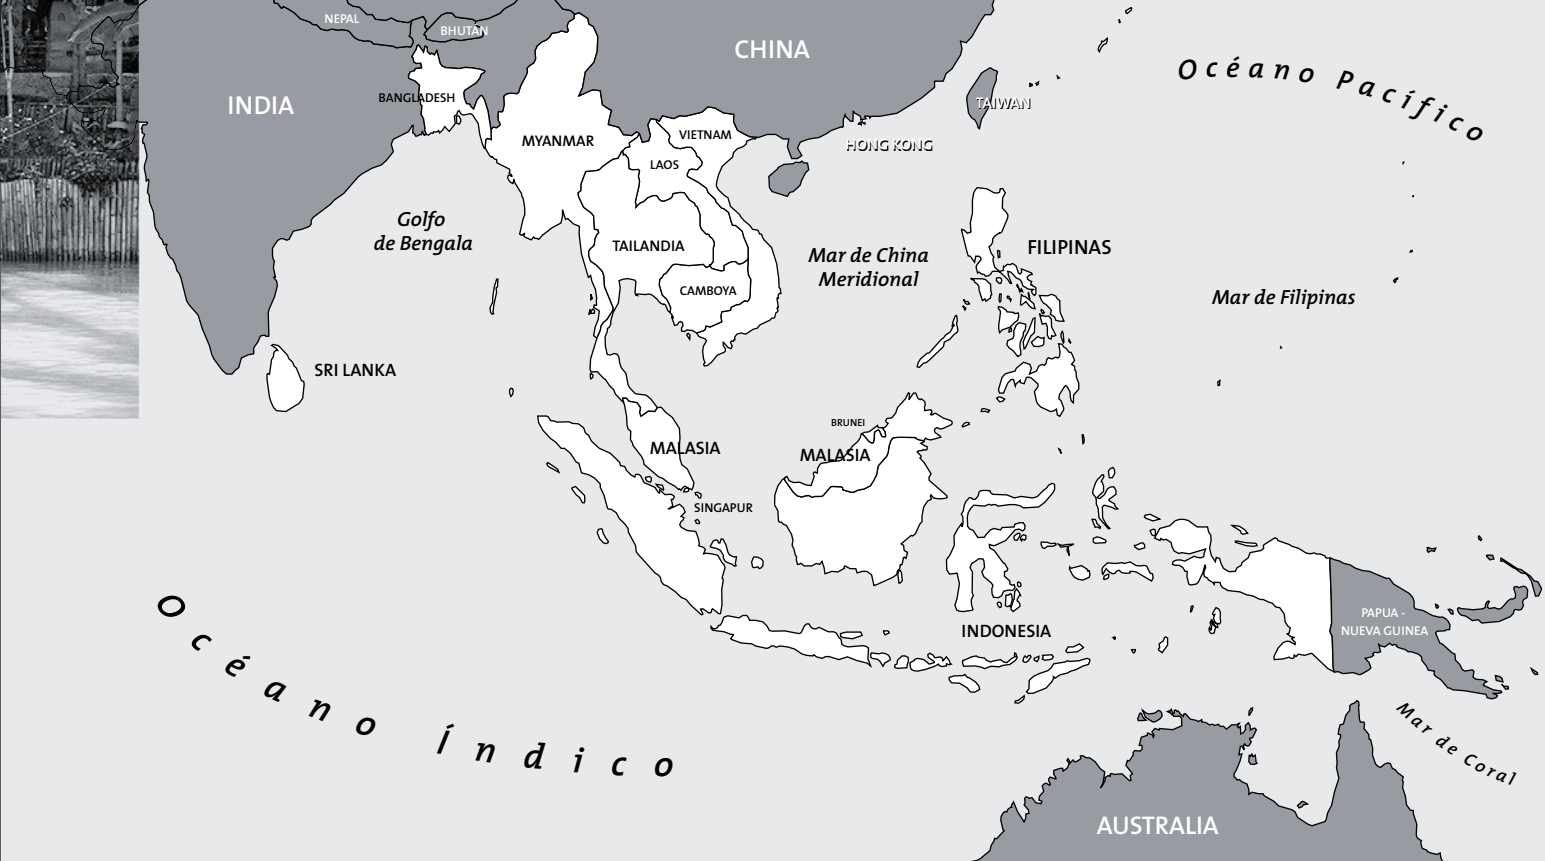 NEPAL
BHUTÁN
CHINA
Océano Pacífico
INDIA
BANGLADESH
TAIWAN
MYANMAR
VIETNAM
HONG KONG
LAOS
Golfo
de Bengala
TAILANDIA
Mar de China
Meridional
FILIPINAS
CAMBOYA
Mar de Filipinas
SRI LANKA
BRUNEI
MALASIA
MALASIA
SINGAPUR
Océano Índico
INDONESIA
PAPUA -
NUEVA GUINEA
Mar de Coral
AUSTRALIA